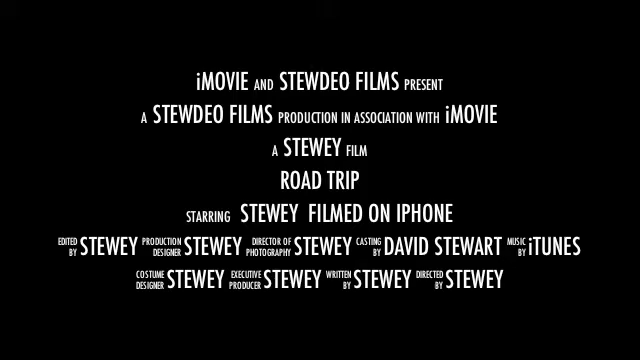 iMOVIE AND STEWDEO FILMS PRESENT
A STEWDEO FILMS PRODUCTION IN ASSOCIATION WITH iMOVIE
A STEWEY FILM
ROAD TRIP
STARRING STEWEY FILMED ON IPHONE
EDITED BY STEWEY PRODUCTION DESIGNER STEWEY DIRECTOR OF PHOTOGRAPHY STEWEY CASTING BY DAVID STEWART MUSIC BY iTUNES
COSTUME DESIGNER STEWEY EXECUTIVE PRODUCER STEWEY WRITTEN BY STEWEY DIRECTED BY STEWEY